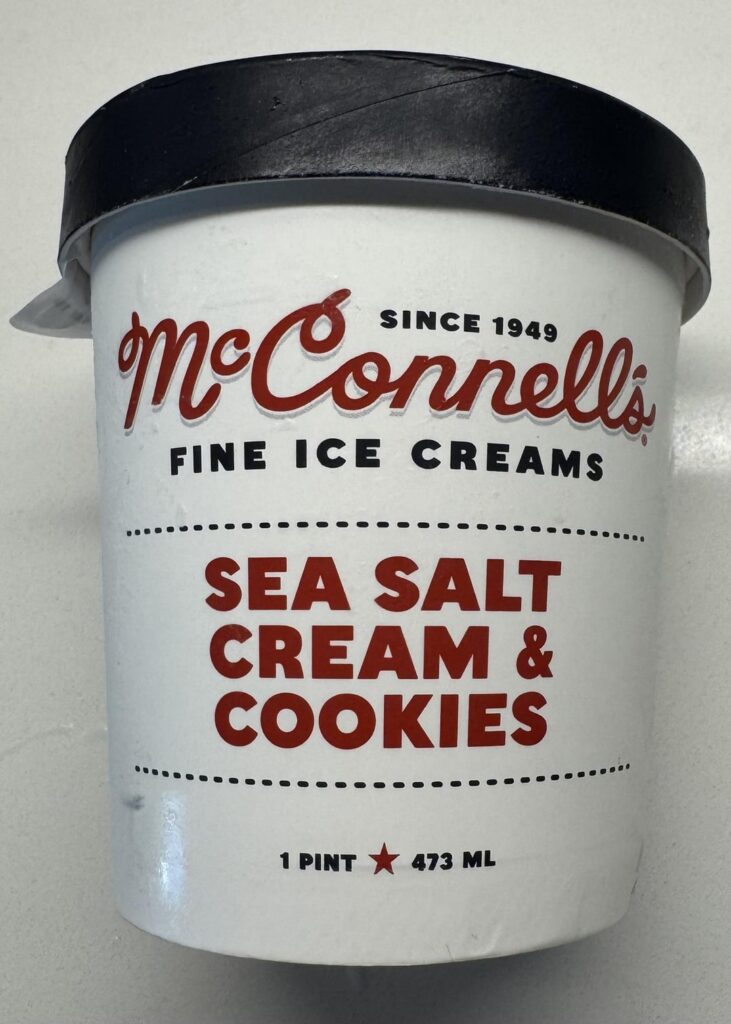 SINCE 1949
McConnell's
FINE ICE CREAMS
SEA SALT
CREAM &
COOKIES
1 PINT ★ 473 ML